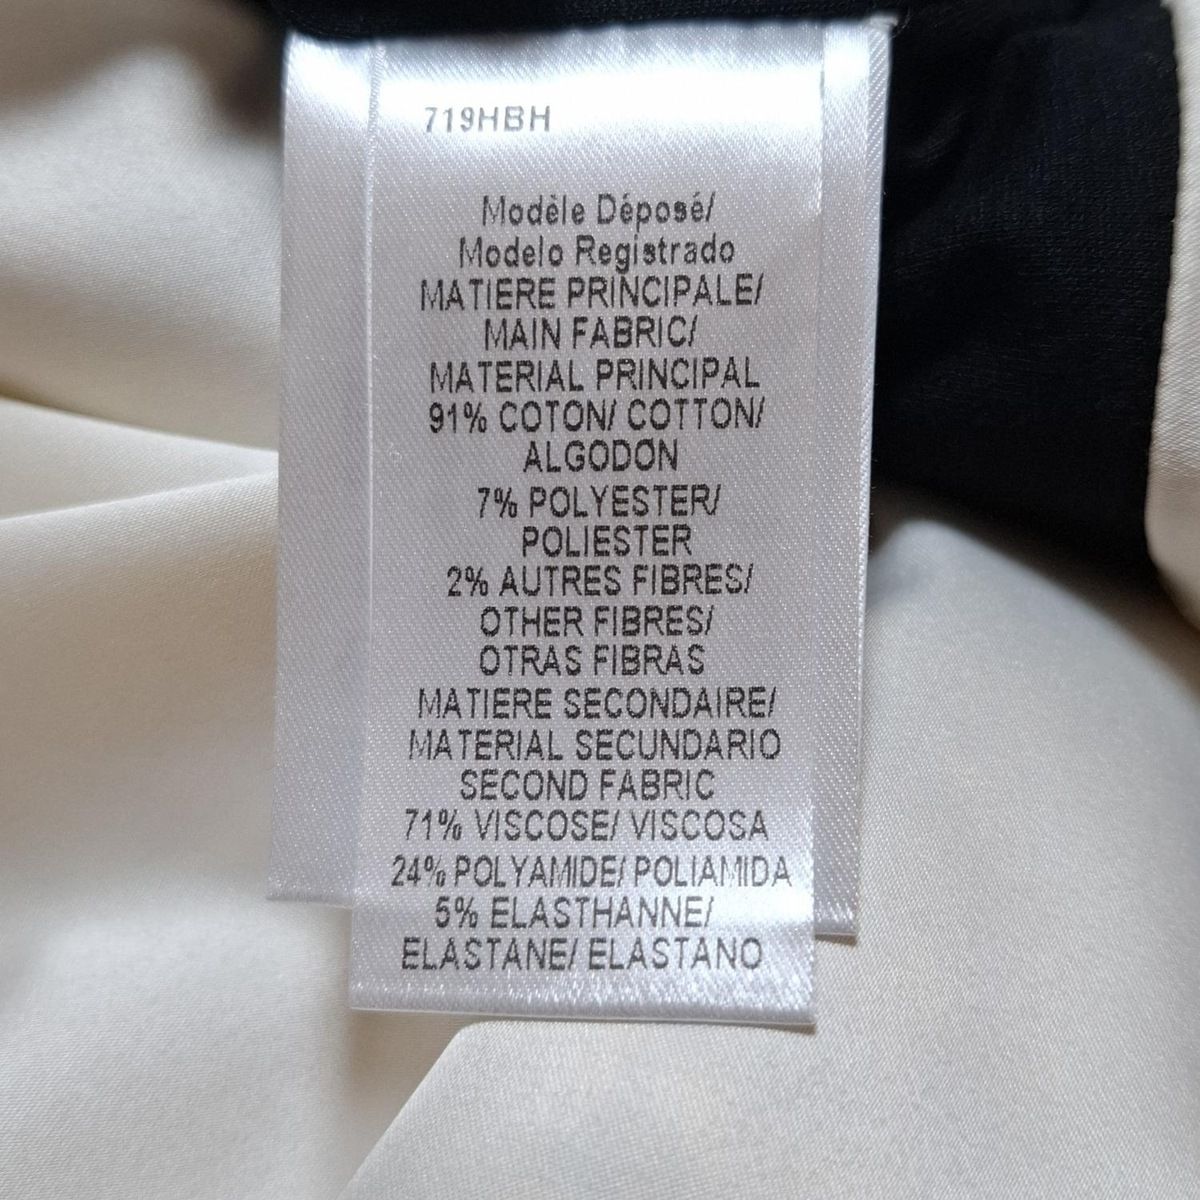 719HBH
Modèle Déposé/
Modelo Registrado
MATIERE PRINCIPALE/
MAIN FABRIC/
MATERIAL PRINCIPAL
91% COTON/ COTTON/
ALGODÓN
7% POLYESTER/
POLIESTER
2% AUTRES FIBRES/
OTHER FIBRES/
OTRAS FIBRAS
MATIERE SECONDAIRE/
MATERIAL SECUNDARIO
SECOND FABRIC
71% VISCOSE/ VISCOSA
24% POLYAMIDE/ POLIAMIDA
5% ELASTHANNE/
ELASTANE/ ELASTANO